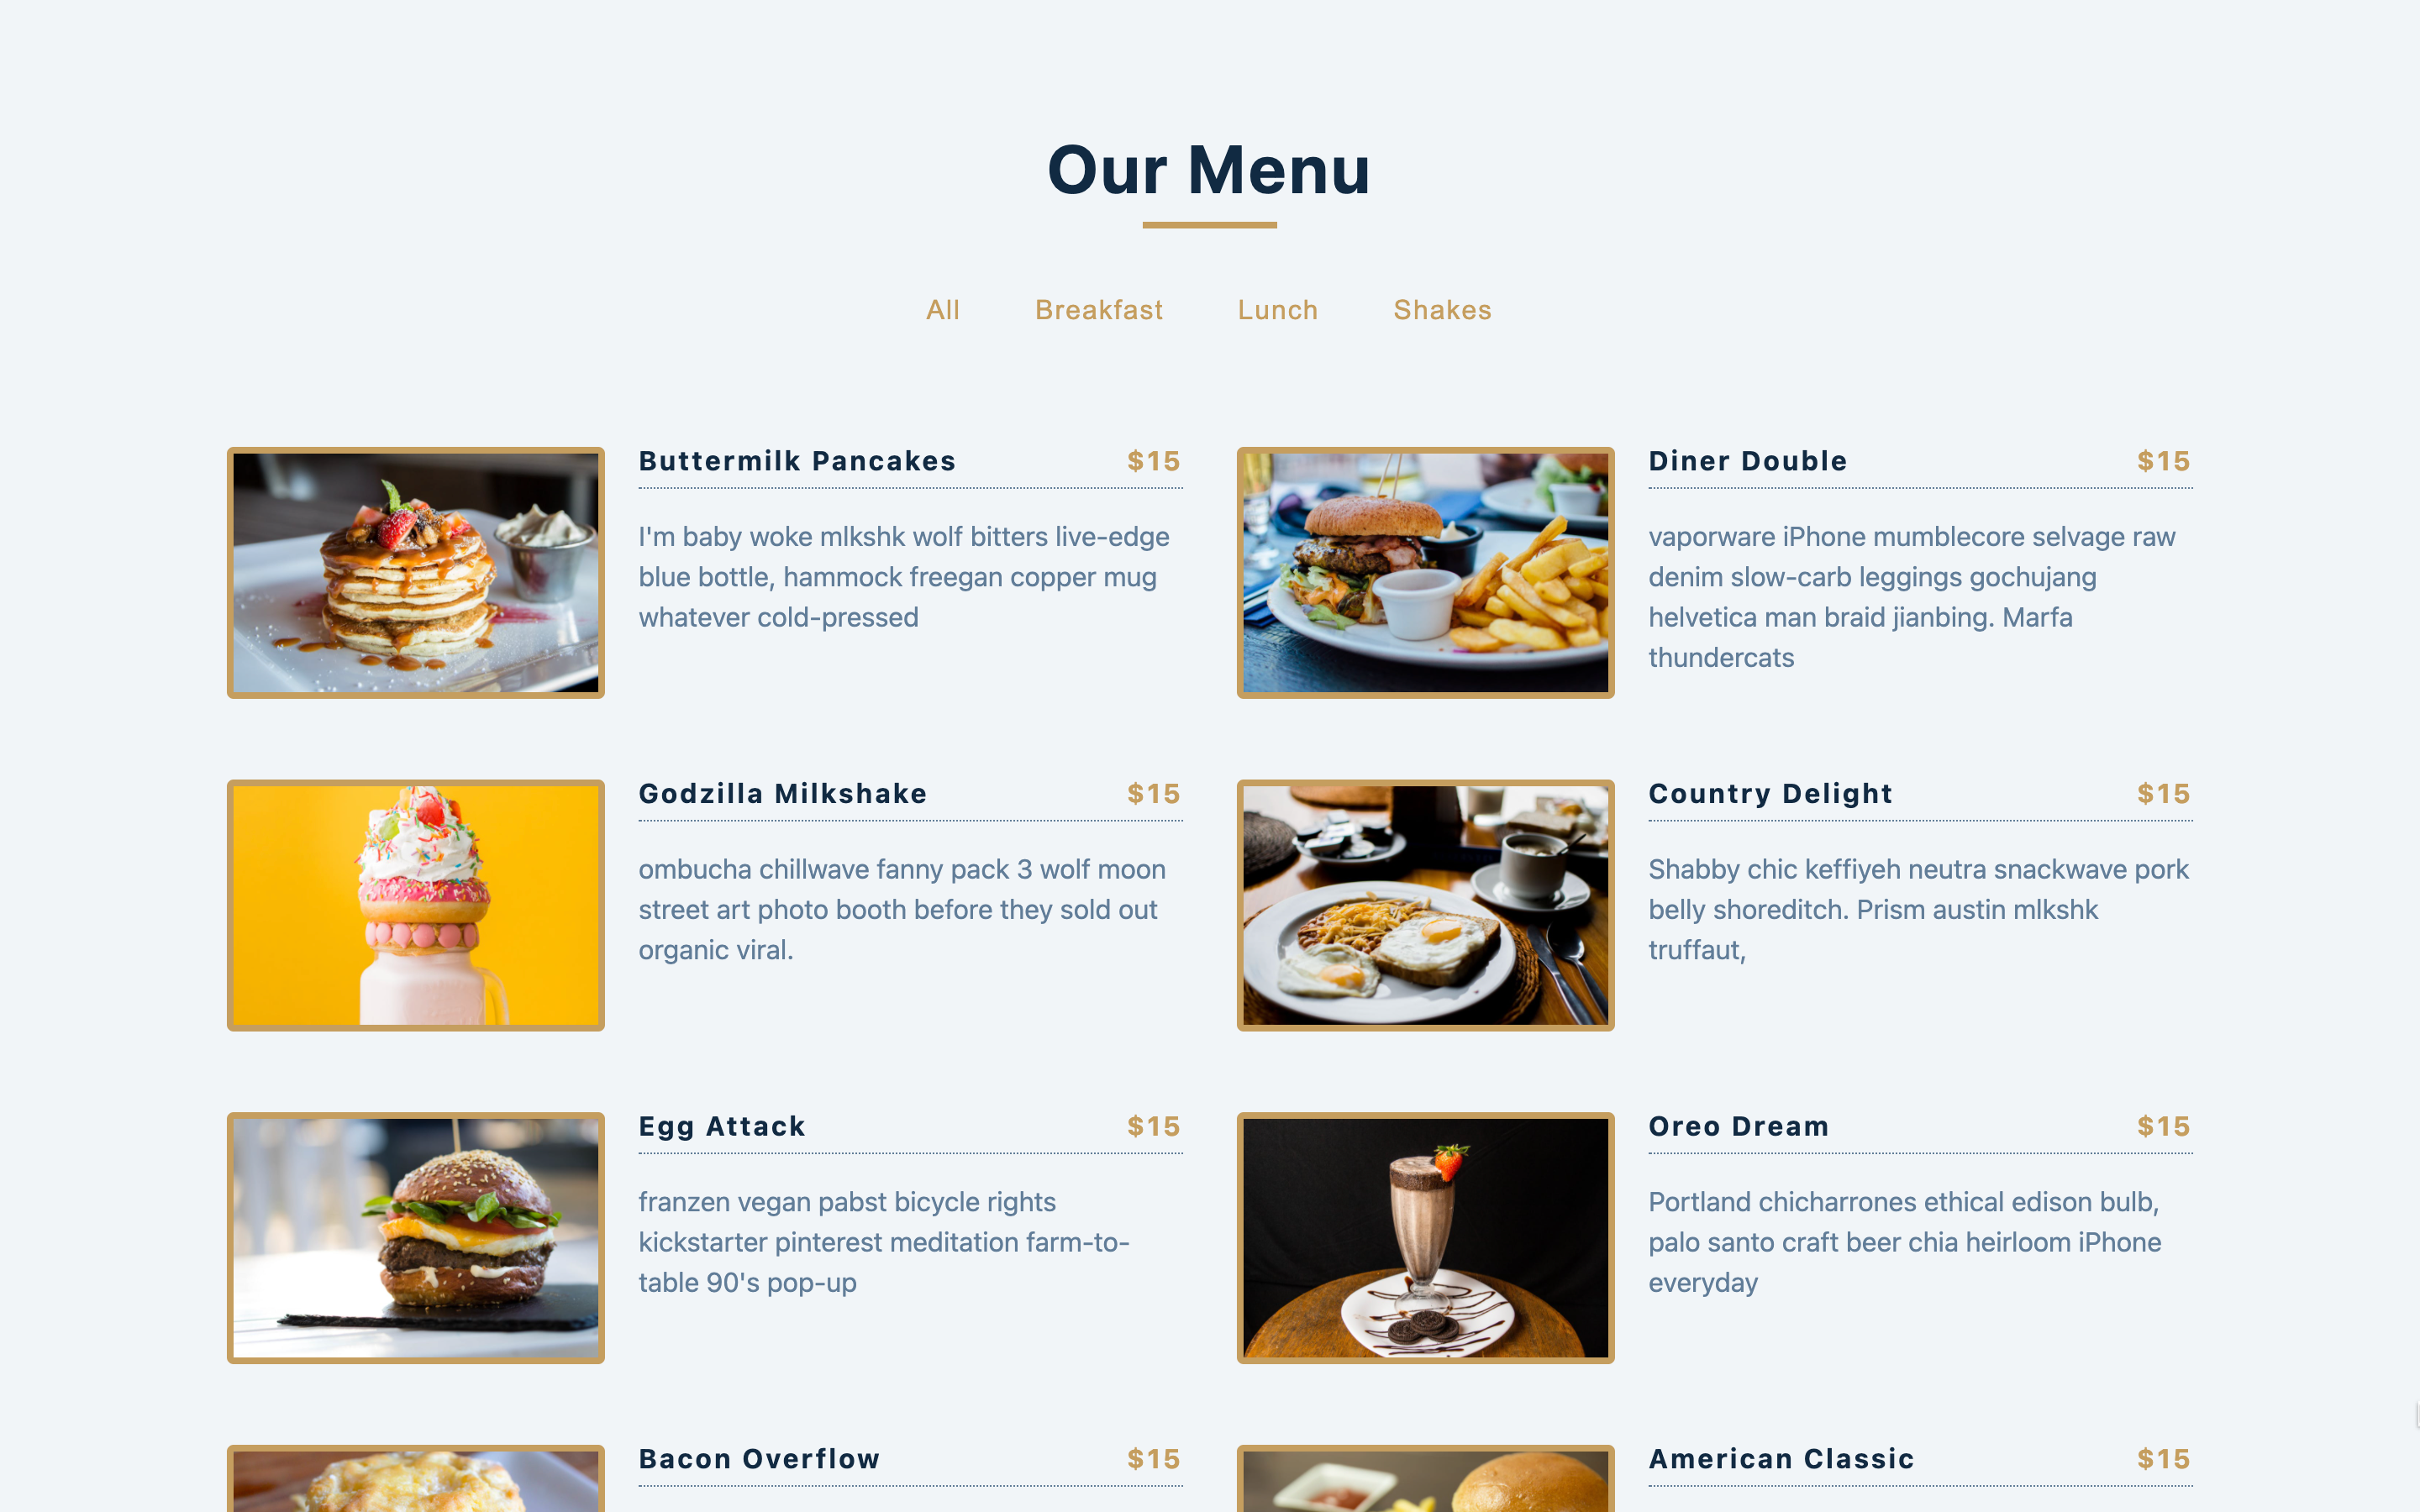 Our Menu
All Breakfast Lunch Shakes
Buttermilk Pancakes $15
I'm baby woke mlkshk wolf bitters live-edge
blue bottle, hammock freegan copper mug
whatever cold-pressed
Diner Double $15
vaporware iPhone mumblecore selvage raw
denim slow-carb leggings gochujang
helvetica man braid jianbing. Marfa
thundercats
Godzilla Milkshake $15
ombucha chillwave fanny pack 3 wolf moon
street art photo booth before they sold out
organic viral.
Country Delight $15
Shabby chic keffiyeh neutra snackwave pork
belly shoreditch. Prism austin mlkshk
truffaut,
Egg Attack $15
franzen vegan pabst bicycle rights
kickstarter pinterest meditation farm-to-
table 90's pop-up
Oreo Dream $15
Portland chicharrones ethical edison bulb,
palo santo craft beer chia heirloom iPhone
everyday
Bacon Overflow $15
American Classic $15